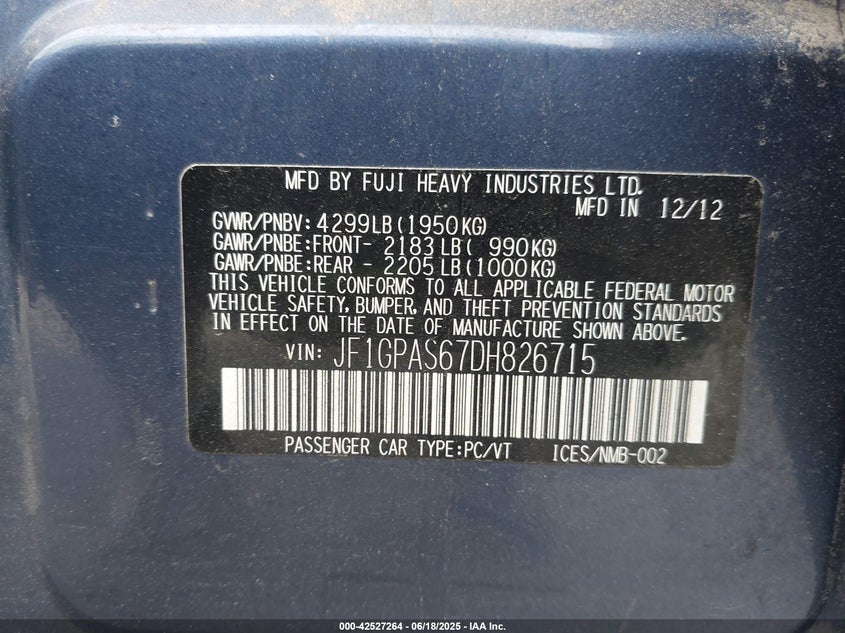 MFD BY FUJI HEAVY INDUSTRIES LTD.
MFD IN 12/12
GVWR/PNBV: 4299LB (1950KG)
GAWR/PNBE:FRONT- 2183 LB ( 990KG)
GAWR/PNBE:REAR - 2205 LB (1000KG)
THIS VEHICLE CONFORMS TO ALL APPLICABLE FEDERAL MOTOR
VEHICLE SAFETY, BUMPER, AND THEFT PREVENTION STANDARDS
IN EFFECT ON THE DATE OF MANUFACTURE SHOWN ABOVE.
VIN: JF1GPAS67DH826715
PASSENGER CAR TYPE:PC/VT ICES/NMB-002
000-42527264 - 06/18/2025 - IAA Inc.